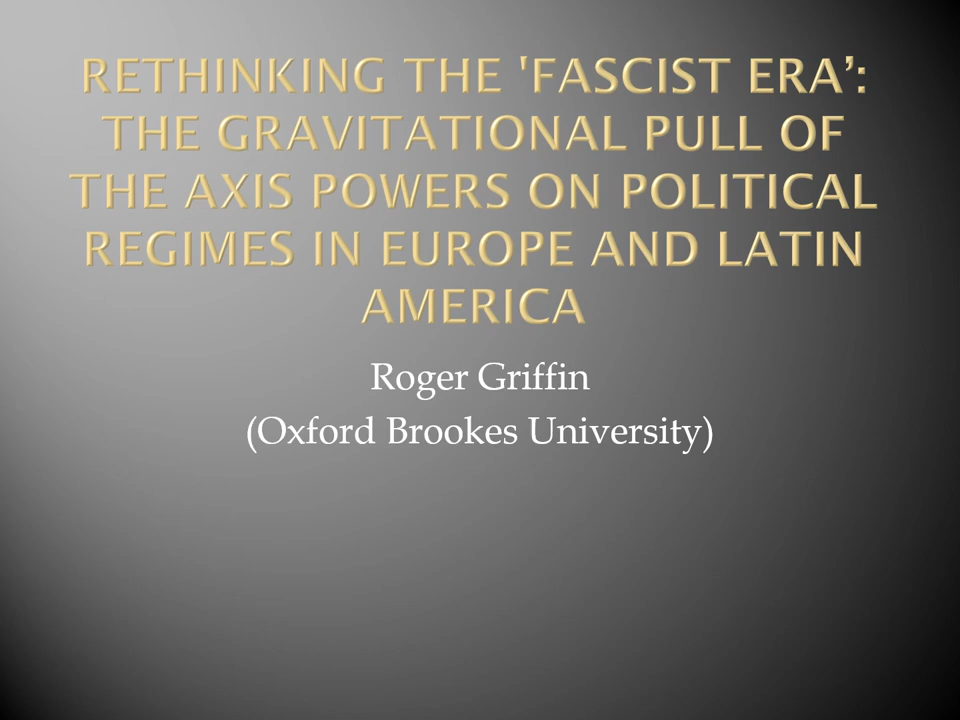 RETHINKING THE 'FASCIST ERA’:
THE GRAVITATIONAL PULL OF
THE AXIS POWERS ON POLITICAL
REGIMES IN EUROPE AND LATIN
AMERICA
Roger Griffin
(Oxford Brookes University)